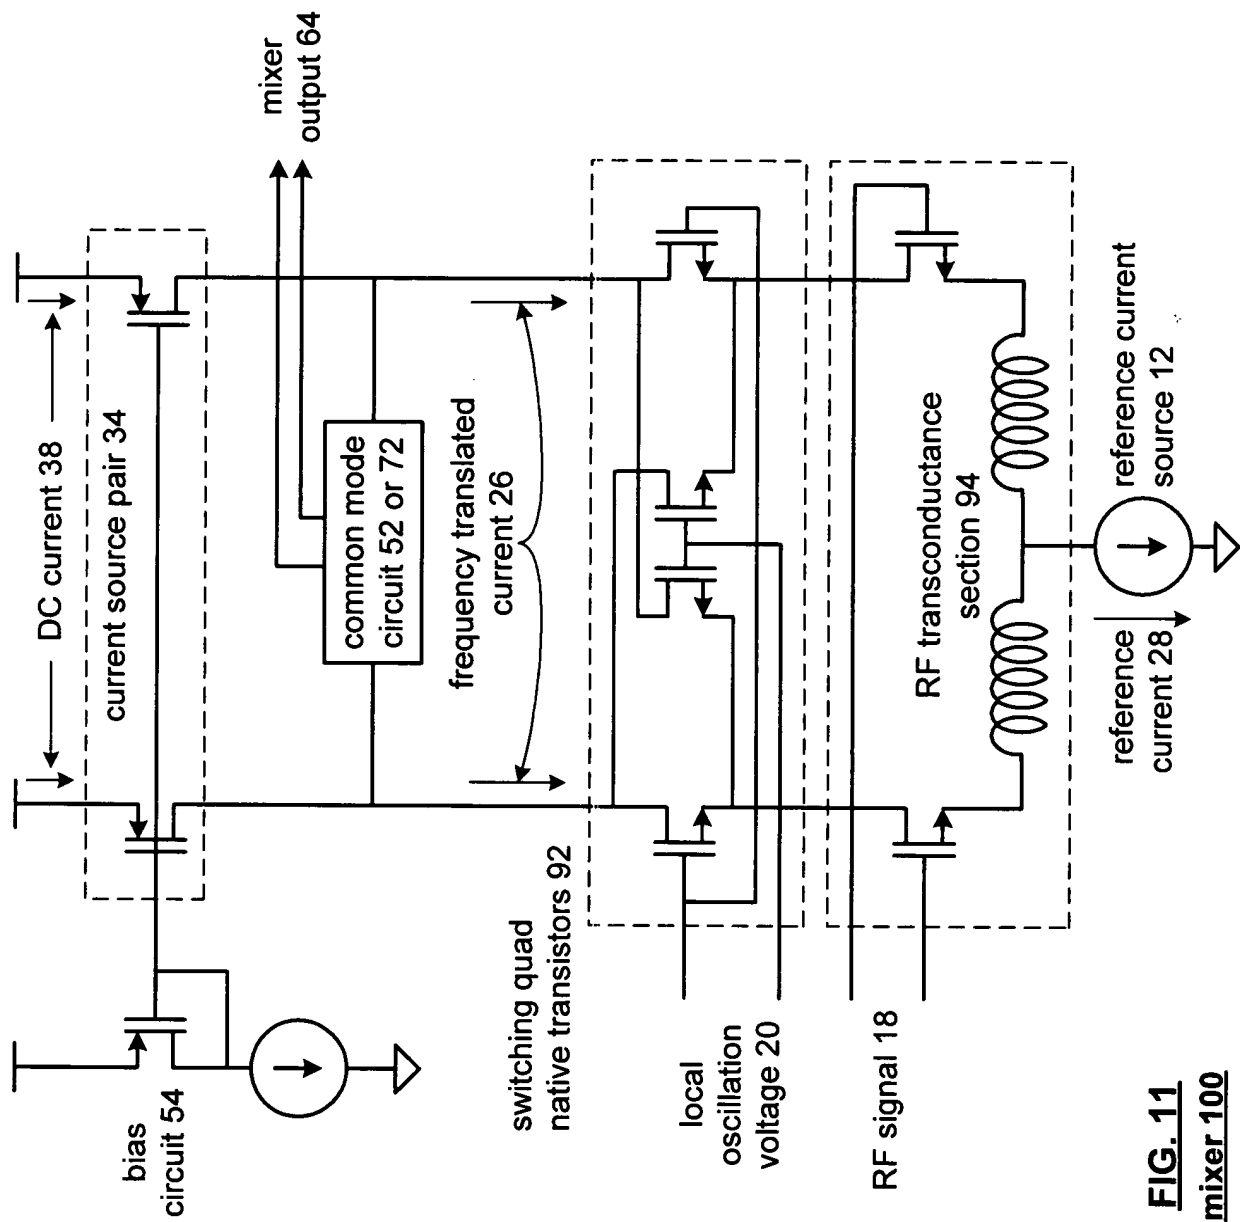 DC current 38
current source pair 34
bias
circuit 54
mixer
output 64
common mode
circuit 52 or 72
frequency translated
current 26
switching quad
native transistors 92
local
oscillation
voltage 20
RF signal 18
RF transconductance
section 94
reference
current 28
reference current
source 12
FIG. 11
mixer 100